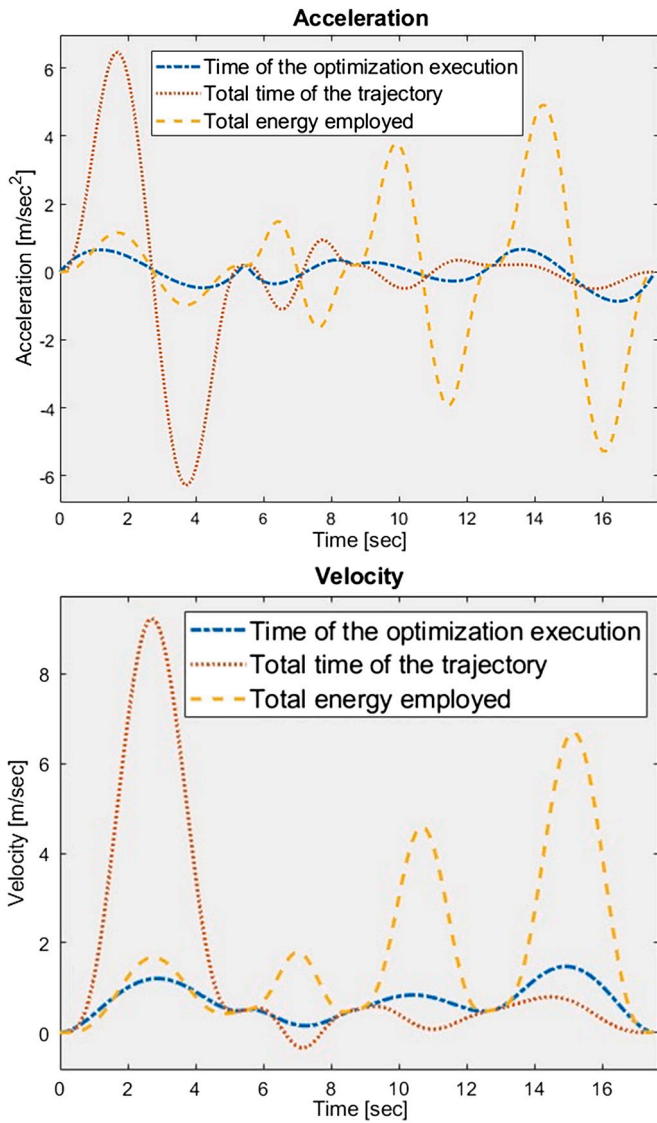 Acceleration
Time of the optimization execution
Total time of the trajectory
Total energy employed
6
4
2
0
-2
-4
-6
Acceleration [m/sec²]
0 2 4 6 8 10 12 14 16
Time [sec]
Velocity
Time of the optimization execution
Total time of the trajectory
Total energy employed
8
6
4
2
0
Velocity [m/sec]
0 2 4 6 8 10 12 14 16
Time [sec]